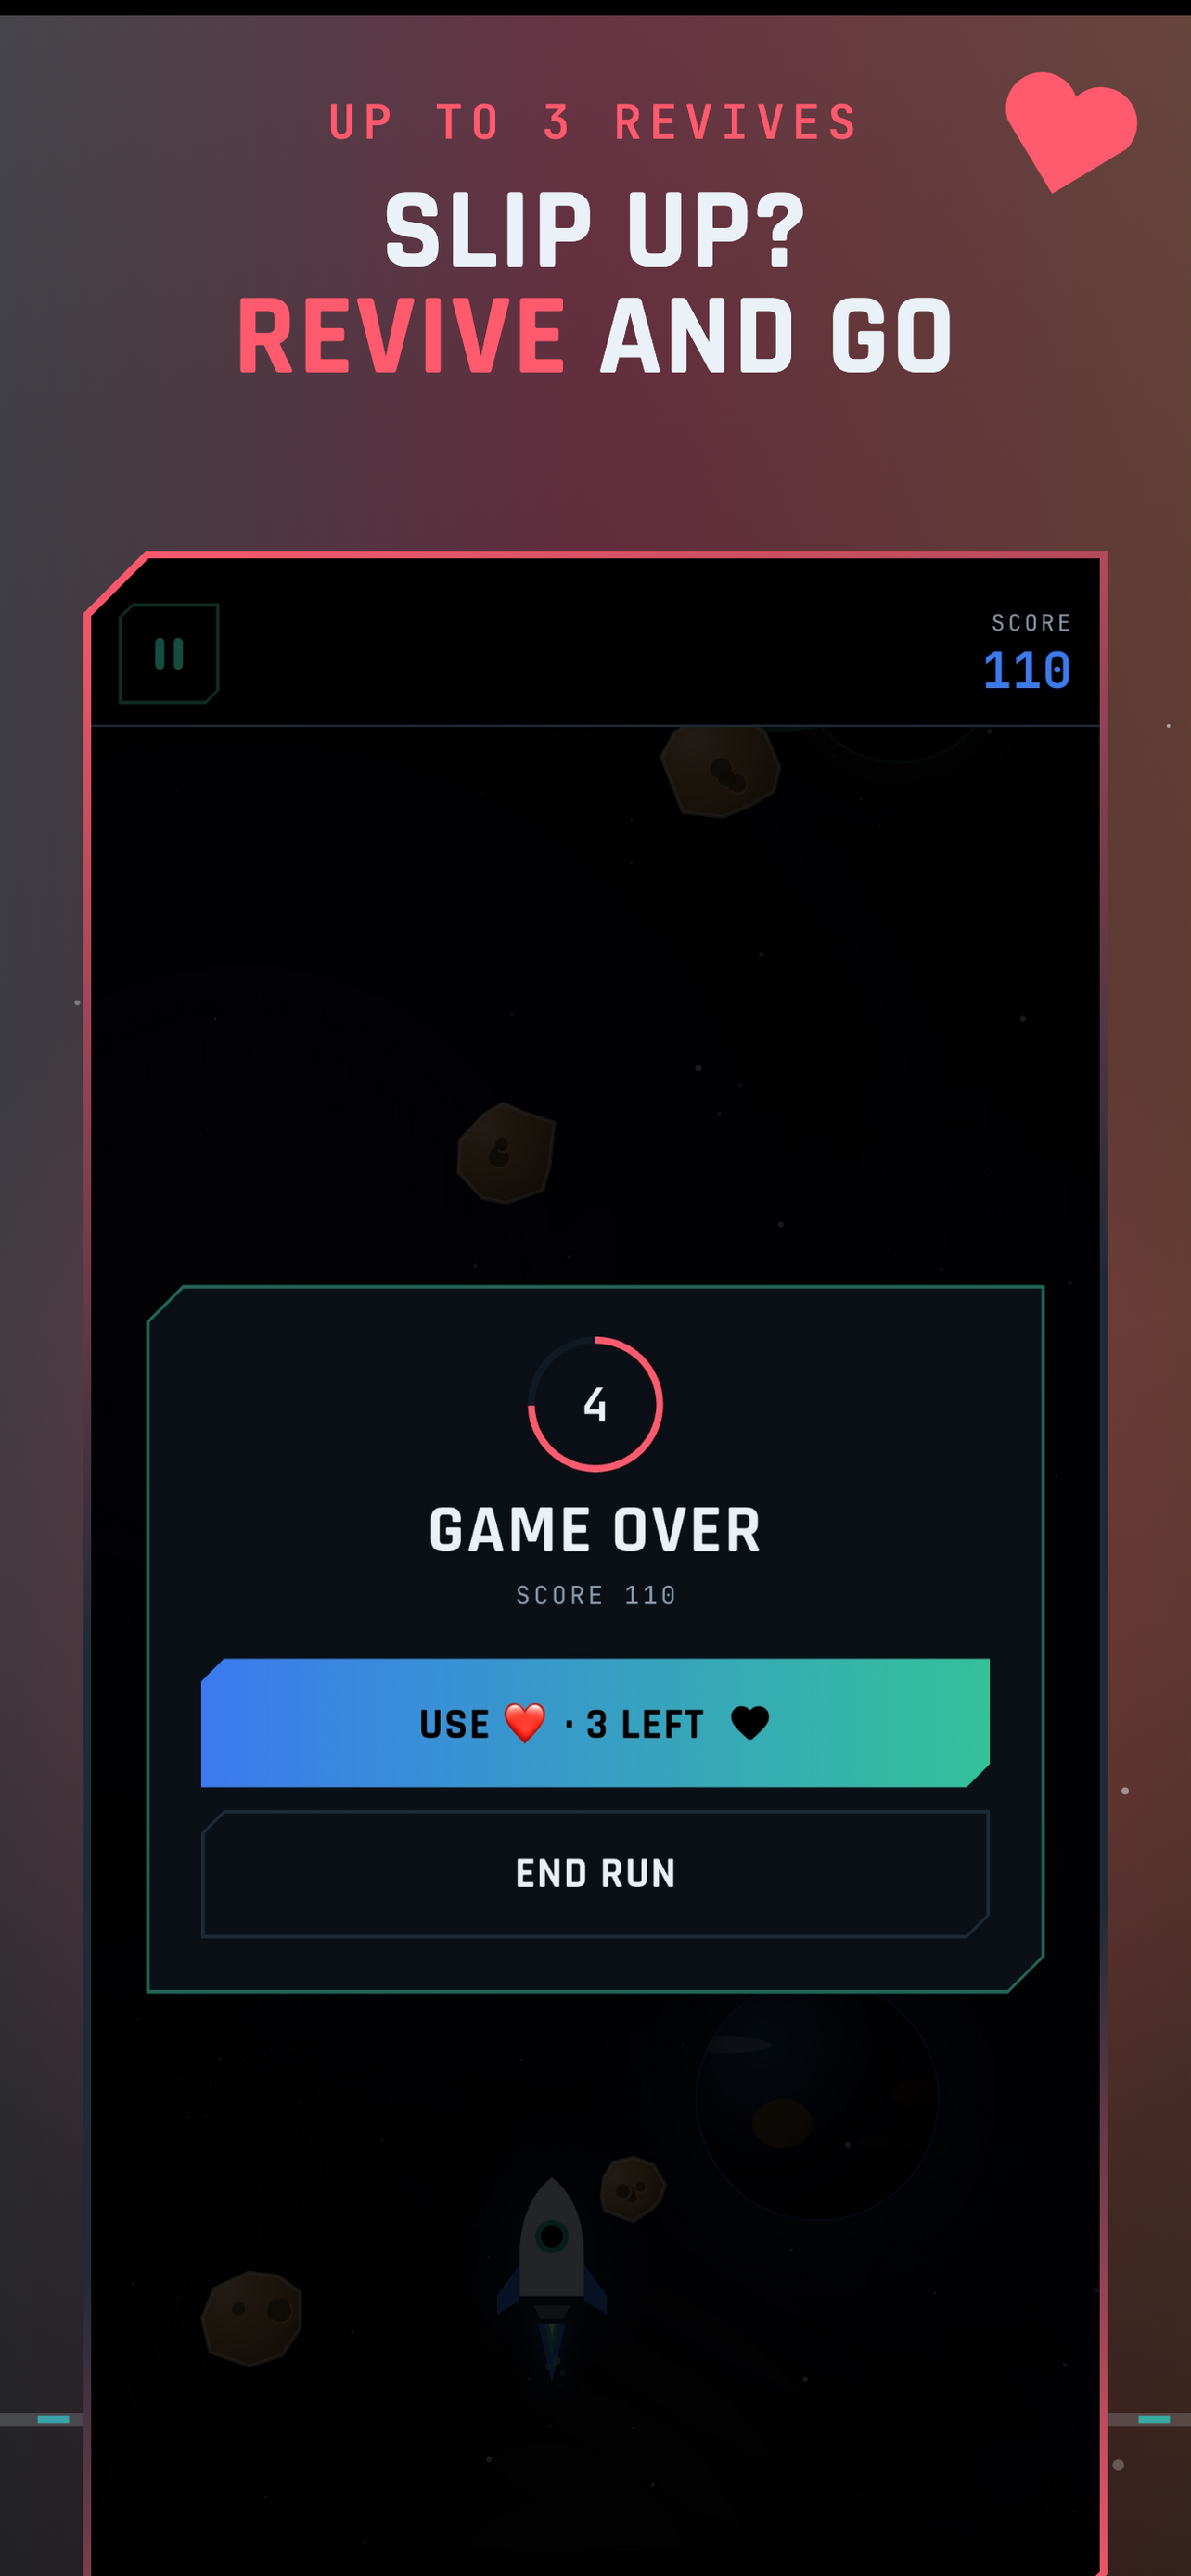 UP TO 3 REVIVES
SLIP UP?
REVIVE AND GO
SCORE
110
4
GAME OVER
SCORE 110
USE ❤️ · 3 LEFT 🖤
END RUN